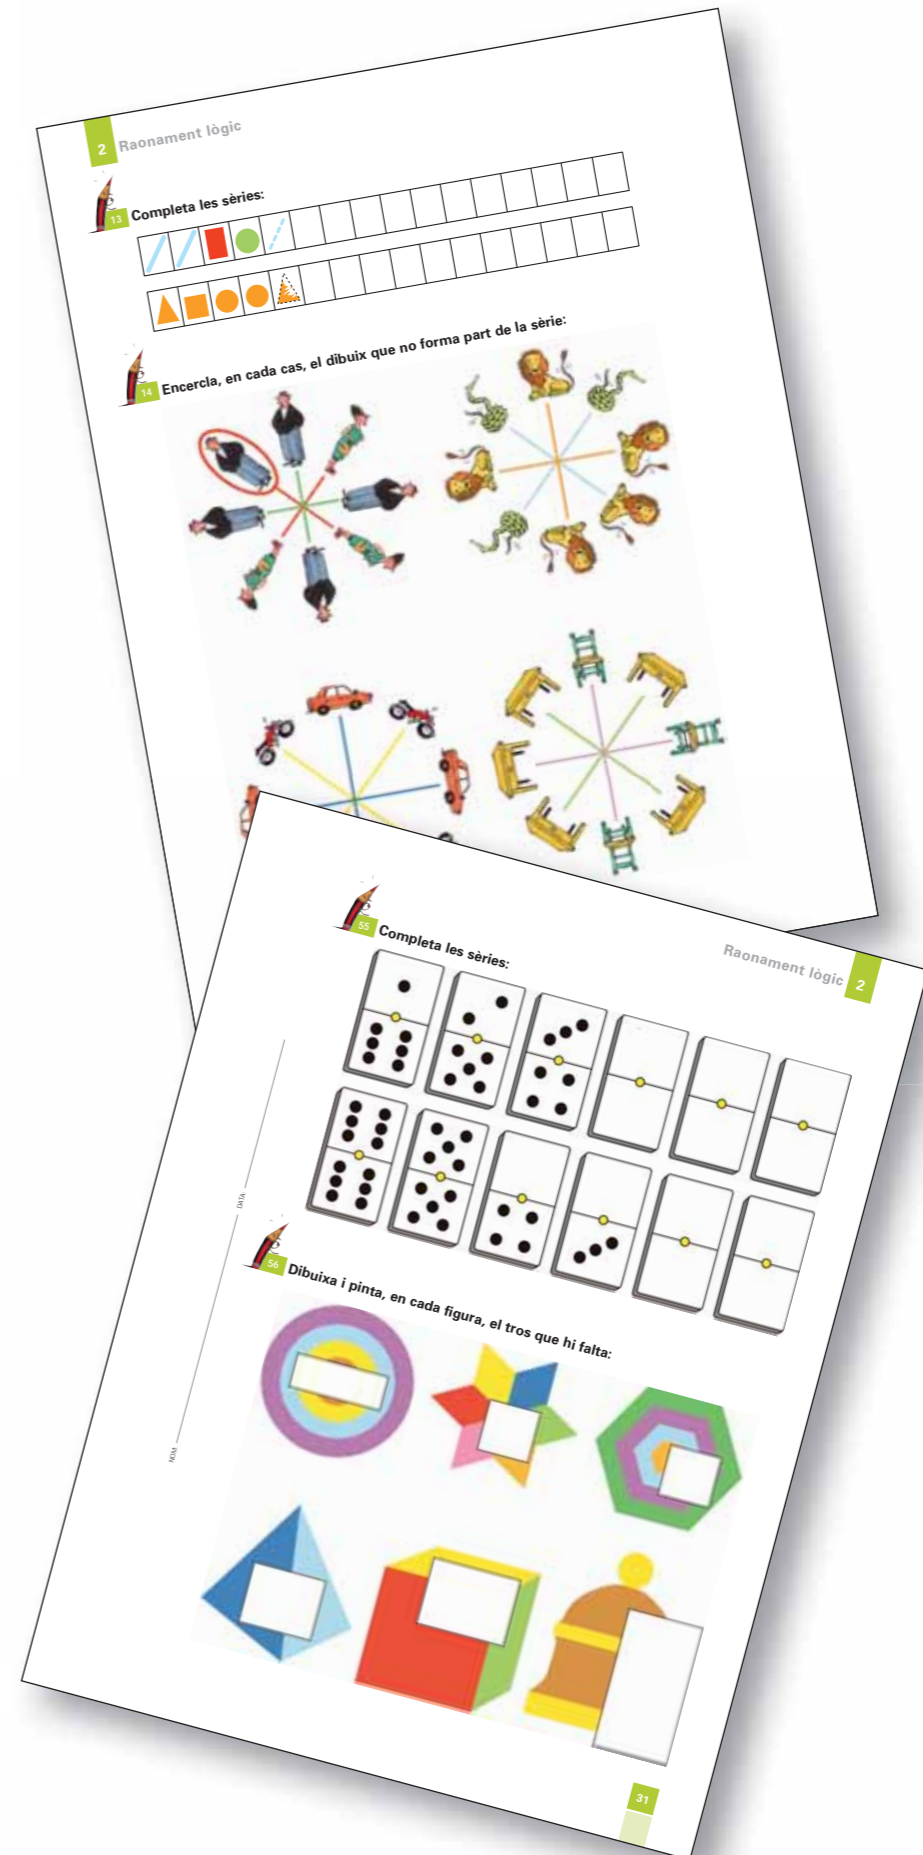 2 Raonament lògic
13 Completa les sèries:
14 Encercla, en cada cas, el dibuix que no forma part de la sèrie:
Raonament lògic 2
55 Completa les sèries:
56 Dibuixa i pinta, en cada figura, el tros que hi falta:
NOM
DATA
31